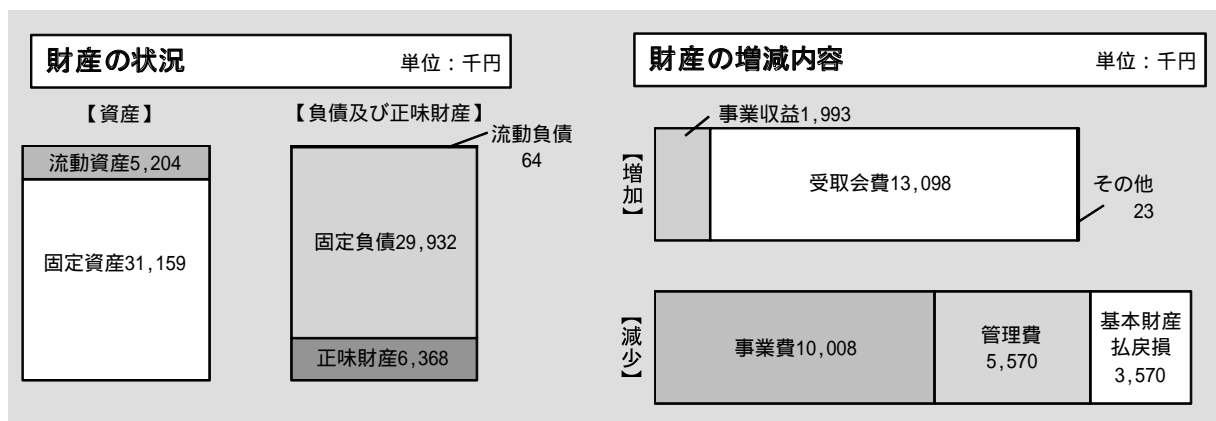 財産の状況 単位：千円
【資産】
流動資産5,204
固定資産31,159
【負債及び正味財産】
流動負債
64
固定負債29,932
正味財産6,368
財産の増減内容 単位：千円
【増加】
事業収益1,993
受取会費13,098
その他
23
【減少】
事業費10,008
管理費
5,570
基本財産
払戻損
3,570